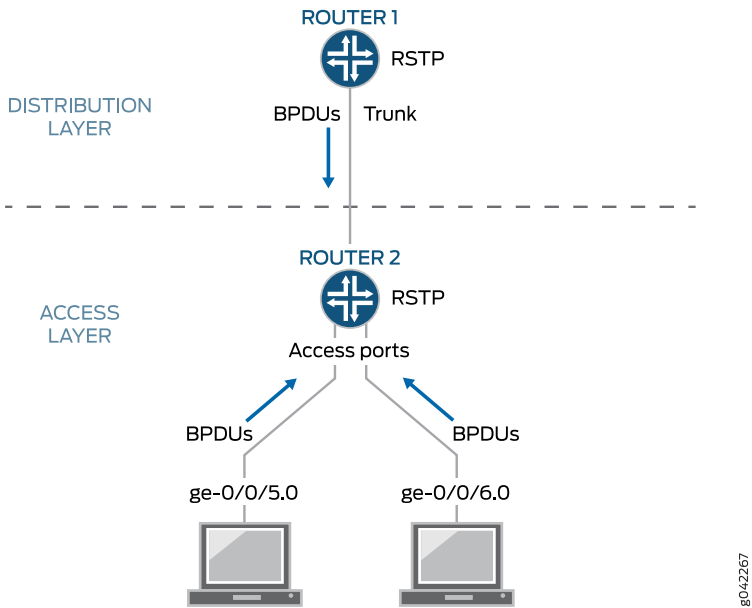 ROUTER 1
RSTP
DISTRIBUTION
LAYER
BPDUs
Trunk
ROUTER 2
RSTP
ACCESS
LAYER
Access ports
BPDUs
BPDUs
ge-0/0/5.0
ge-0/0/6.0
g042267